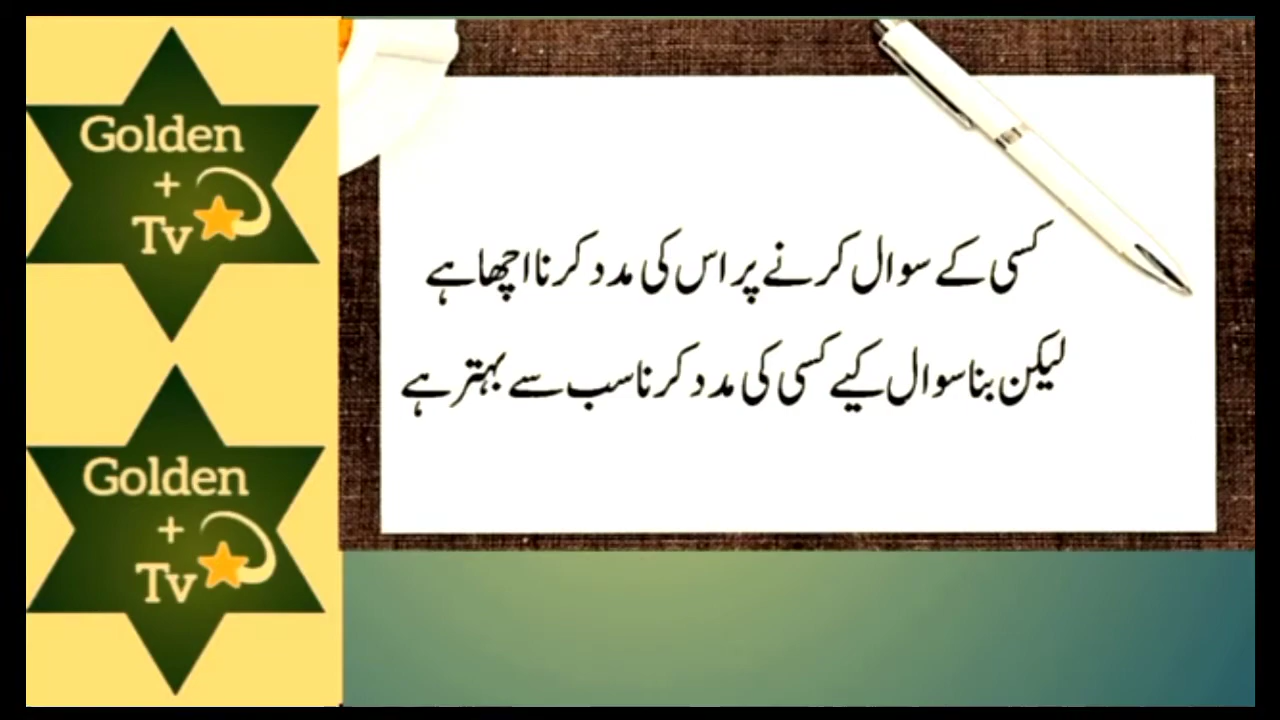 Golden
+
Tv
Golden
+
Tv
کسی کے سوال کرنے پر اس کی مدد کرنا اچھا ہے
لیکن بنا سوال کیے کسی کی مدد کرنا سب سے بہتر ہے